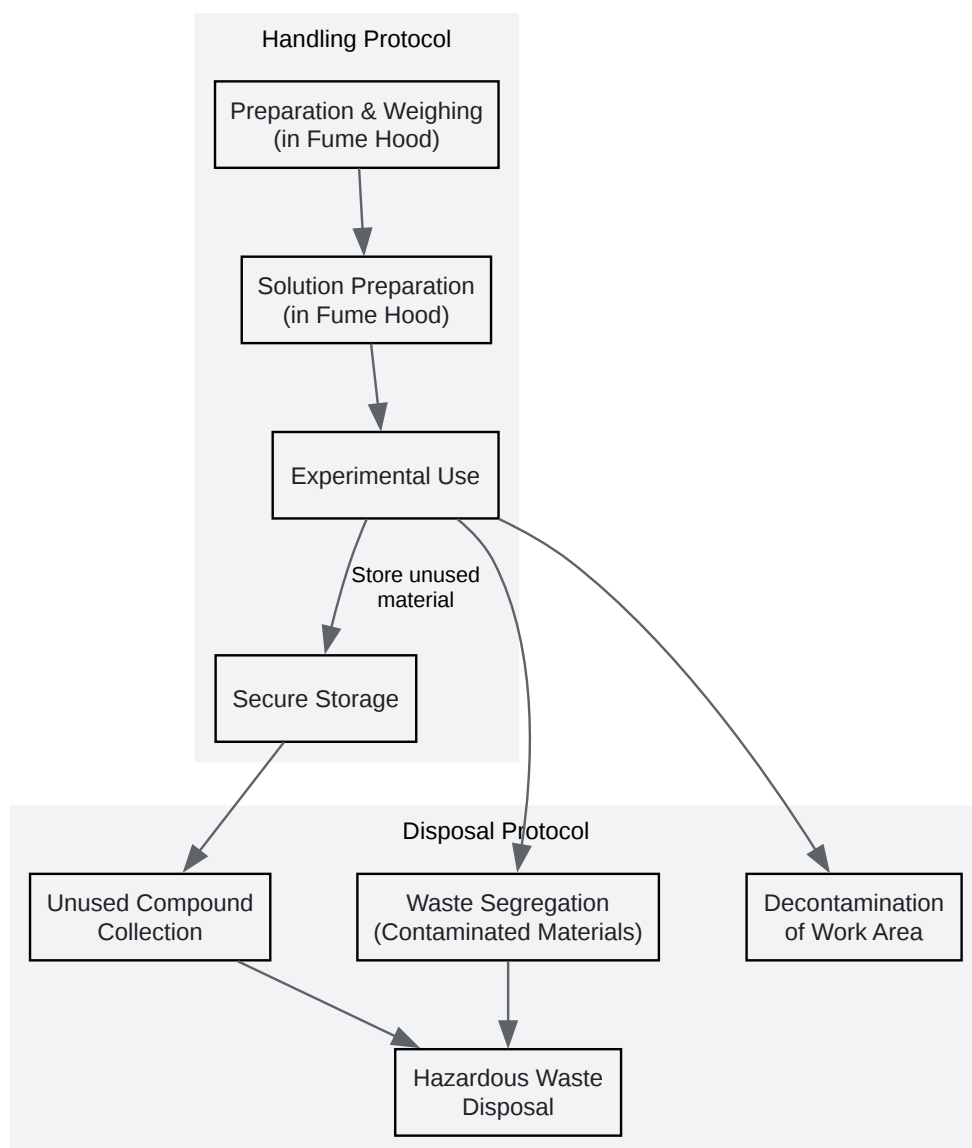 Handling Protocol
Preparation & Weighing
(in Fume Hood)
Solution Preparation
(in Fume Hood)
Experimental Use
Store unused
material
Secure Storage
Disposal Protocol
Unused Compound
Collection
Waste Segregation
(Contaminated Materials)
Decontamination
of Work Area
Hazardous Waste
Disposal